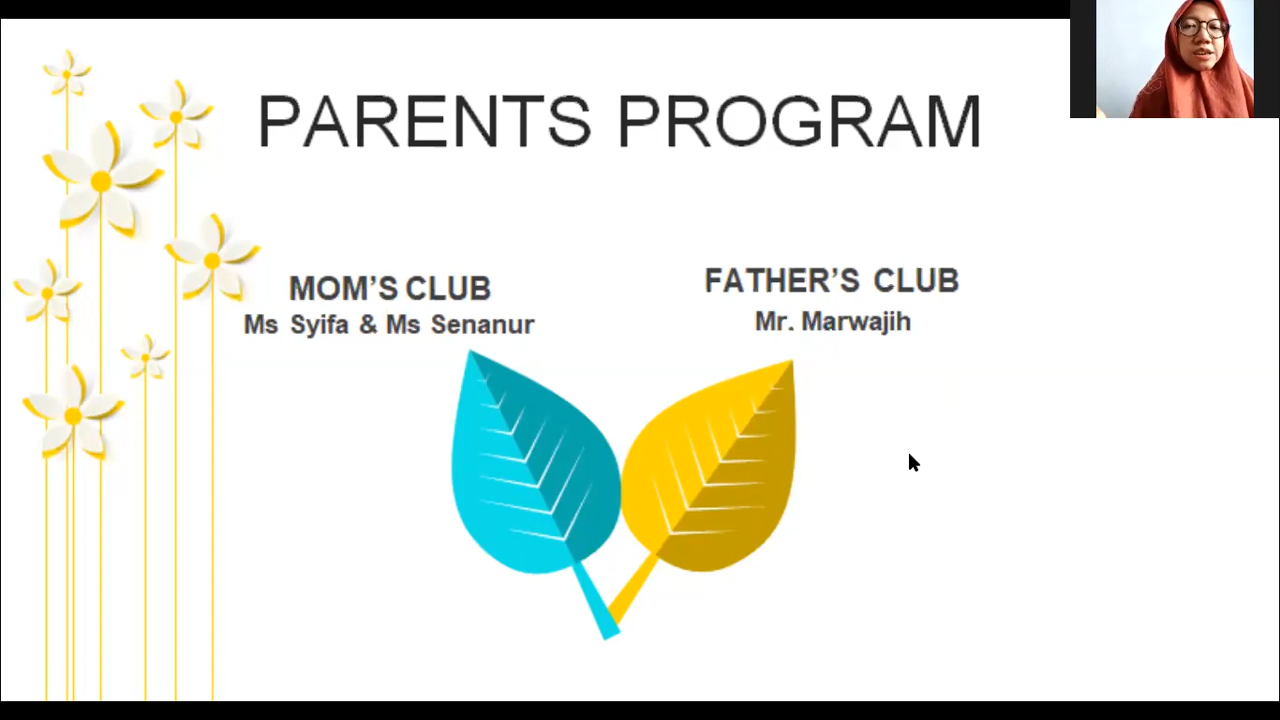 PARENTS PROGRAM
MOM’S CLUB
Ms Syifa & Ms Senanur
FATHER’S CLUB
Mr. Marwajih